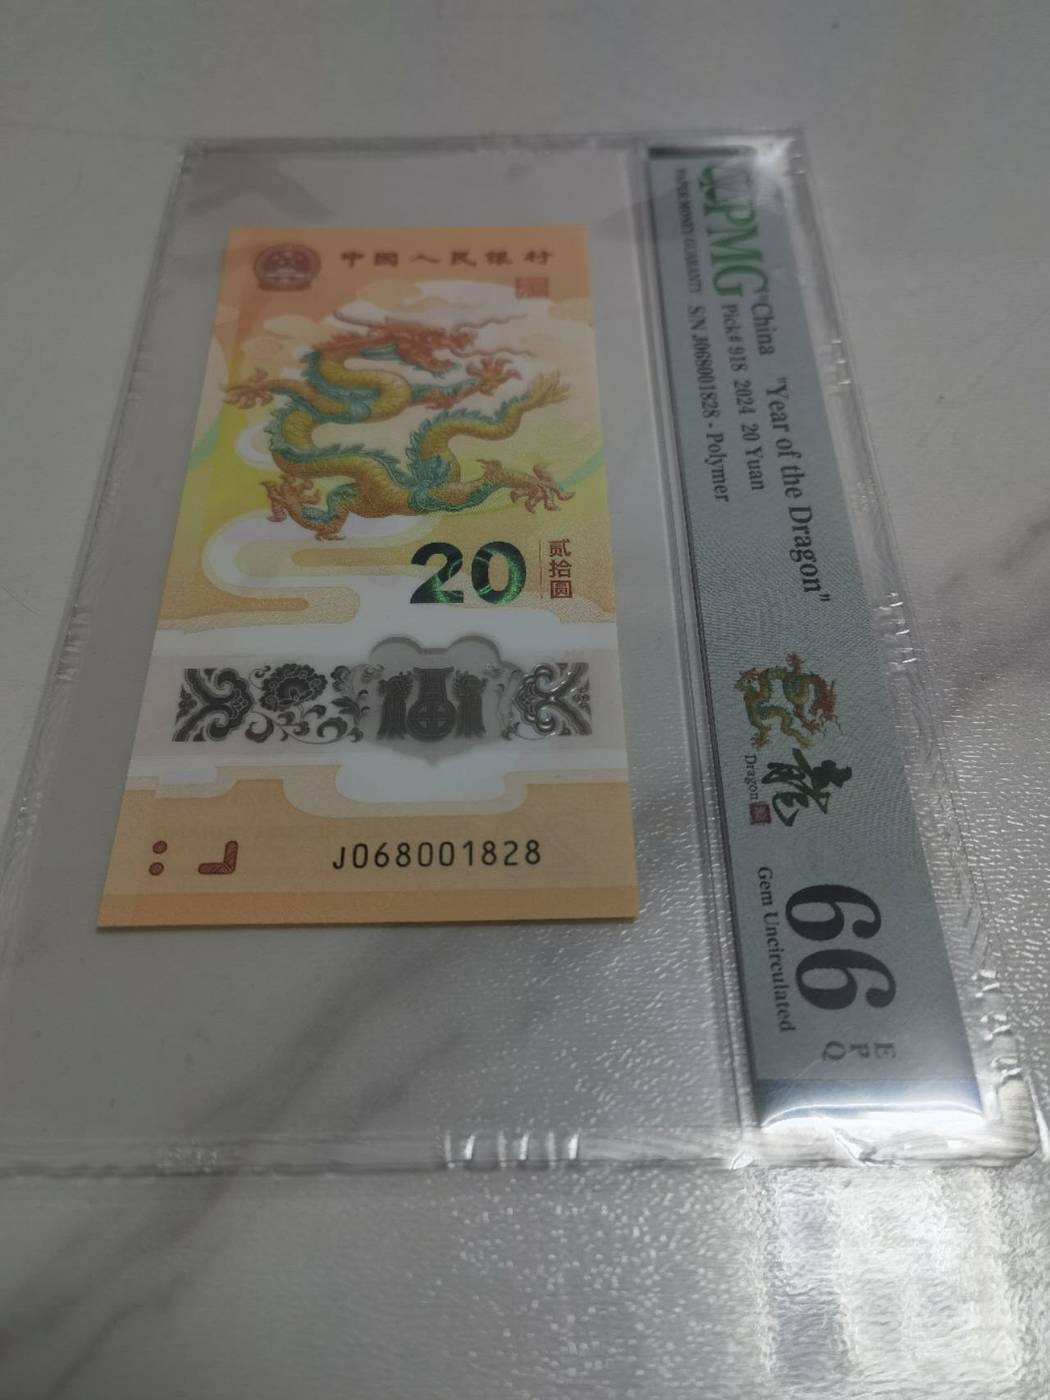 中国人民银行
20
贰拾圆
J068001828
PMG
PAPER MONEY GUARANTY
China "Year of the Dragon"
Pick# 918 2024 20 Yuan
S/N J068001828 - Polymer
龍
Dragon
66
EPQ
Gem Uncirculated